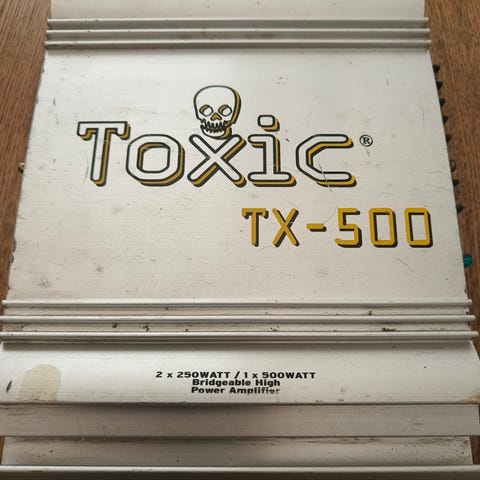 Toxic®
TX-500
2 x 250WATT / 1 x 500WATT
Bridgeable High
Power Amplifier